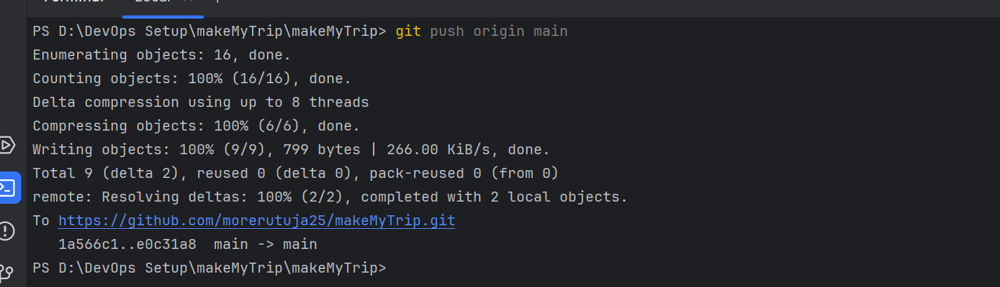 Terminal Local
PS D:\DevOps Setup\makeMyTrip\makeMyTrip> git push origin main
Enumerating objects: 16, done.
Counting objects: 100% (16/16), done.
Delta compression using up to 8 threads
Compressing objects: 100% (6/6), done.
Writing objects: 100% (9/9), 799 bytes | 266.00 KiB/s, done.
Total 9 (delta 2), reused 0 (delta 0), pack-reused 0 (from 0)
remote: Resolving deltas: 100% (2/2), completed with 2 local objects.
To https://github.com/morerutuja25/makeMyTrip.git
   1a566c1..e0c31a8  main -> main
PS D:\DevOps Setup\makeMyTrip\makeMyTrip>